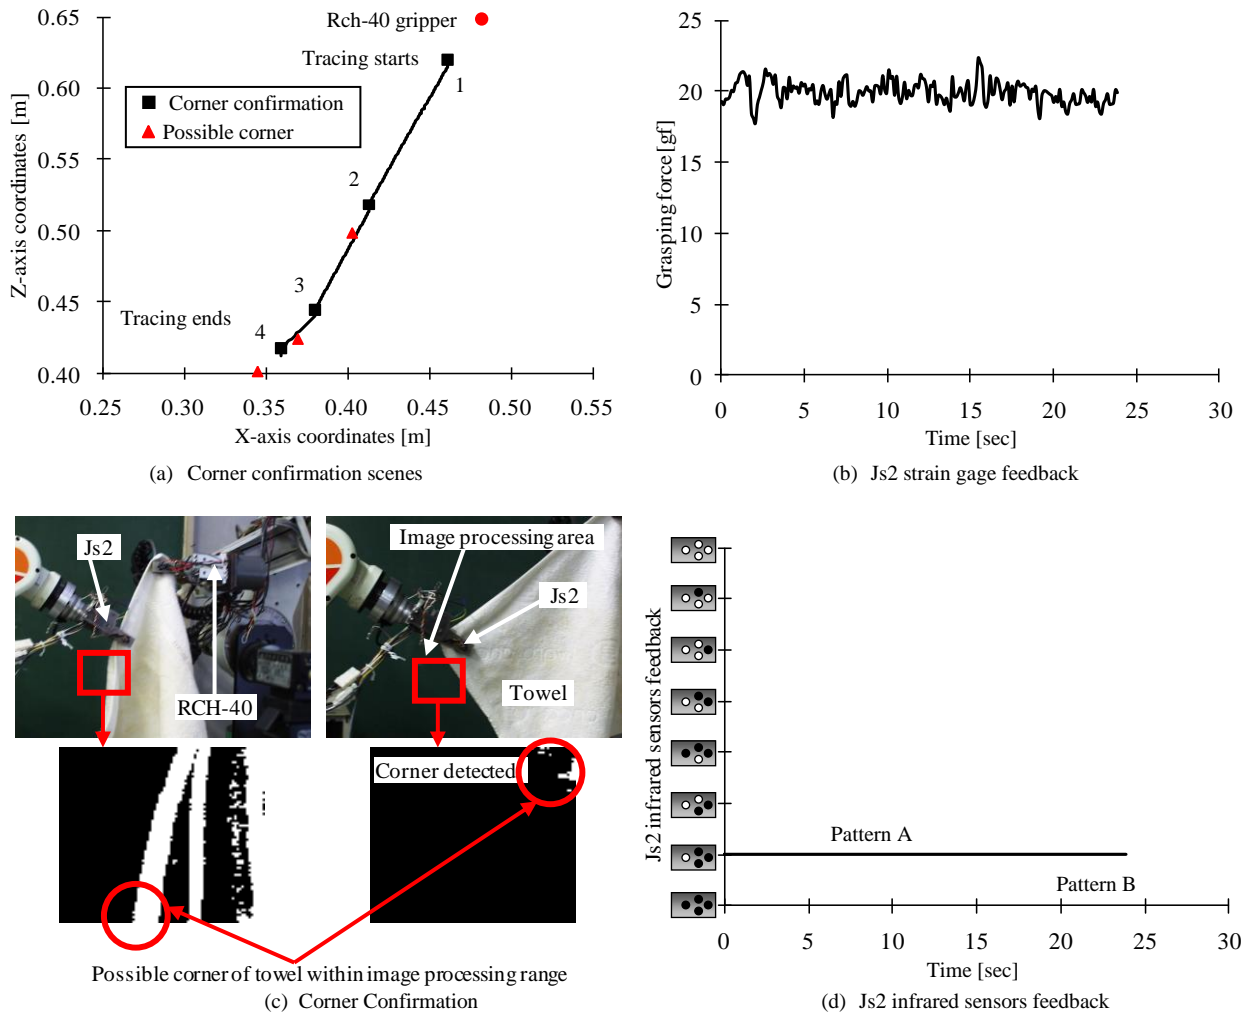 0.65
0.60
0.55
0.50
0.45
0.40
0.25
0.30
0.35
0.40
0.45
0.50
0.55
Z-axis coordinates [m]
X-axis coordinates [m]
Rch-40 gripper
Tracing starts
1
Corner confirmation
Possible corner
2
3
Tracing ends
4
(a) Corner confirmation scenes
30
25
20
15
10
5
0
0
5
10
15
20
25
30
Grasping force[gf]
Time [sec]
(b) Js2 strain gage feedback
Js2
RCH-40
Image processing area
Js2
Towel
Corner detected
Possible corner of towel within image processing range
(c) Corner Confirmation
Js2 infrared sensors feedback
Pattern A
Pattern B
0
5
10
15
20
25
30
Time [sec]
(d) Js2 infrared sensors feedback